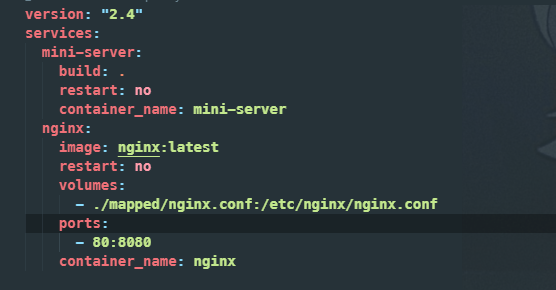 version: "2.4"
services:
  mini-server:
    build: .
    restart: no
    container_name: mini-server
  nginx:
    image: nginx:latest
    restart: no
    volumes:
      - ./mapped/nginx.conf:/etc/nginx/nginx.conf
    ports:
      - 80:8080
    container_name: nginx